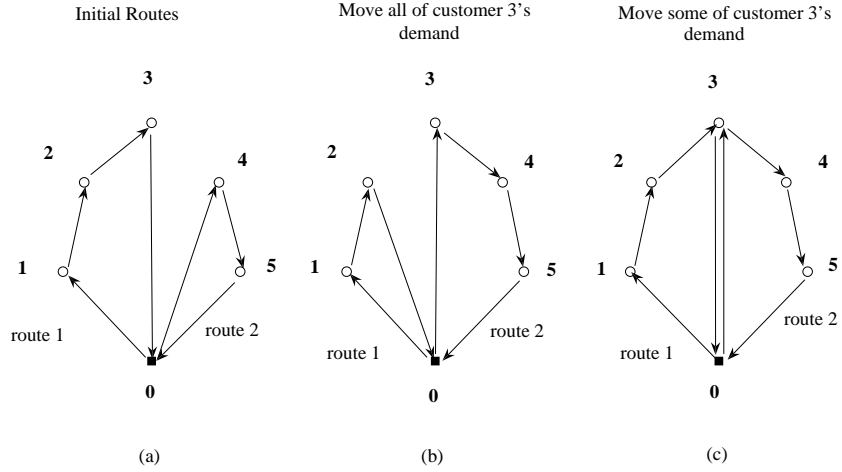 Initial Routes
Move all of customer 3's
demand
Move some of customer 3's
demand
3
2
4
1
5
route 1
route 2
0
(a)
3
2
4
1
5
route 1
route 2
0
(b)
3
2
4
1
5
route 1
route 2
0
(c)